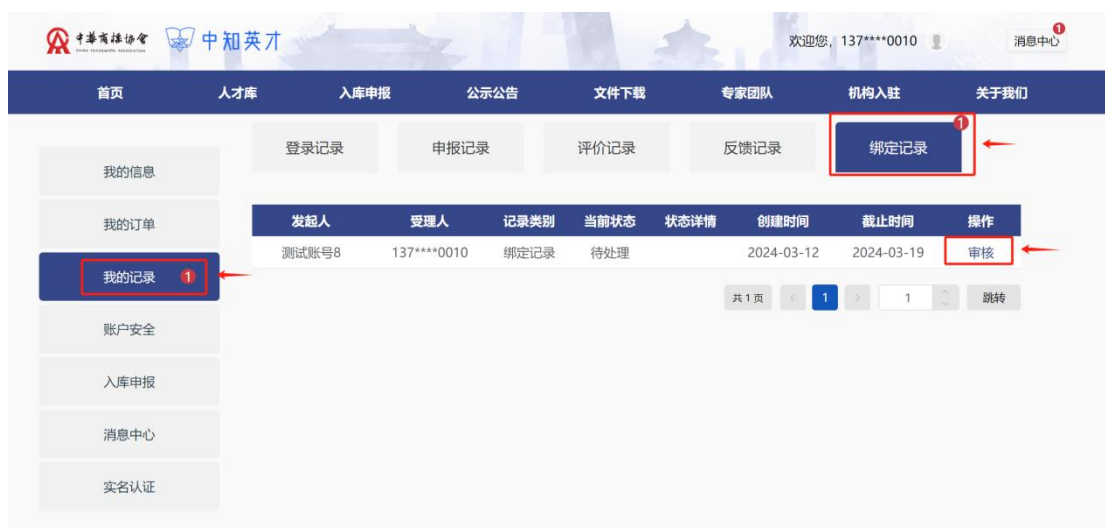 中華商標協會 中知英才 欢迎您, 137****0010 消息中心 1
首页 人才库 入库申报 公示公告 文件下载 专家团队 机构入驻 关于我们
登录记录 申报记录 评价记录 反馈记录 绑定记录 1
我的信息
我的订单
我的记录 1
账户安全
入库申报
消息中心
实名认证
发起人 受理人 记录类别 当前状态 状态详情 创建时间 截止时间 操作
测试账号8 137****0010 绑定记录 待处理 2024-03-12 2024-03-19 审核
共1页 < 1 > 1 跳转